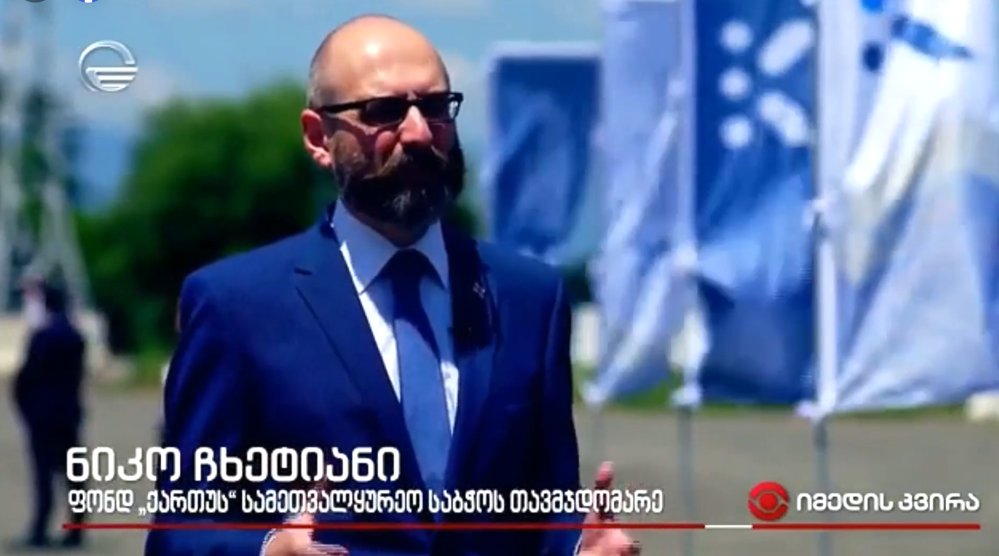 ნიკო ჩხეტიანი
ფონდ „ქართუს“ სამეთვალყურეო საბჭოს თავმჯდომარე
იმედის კვირა